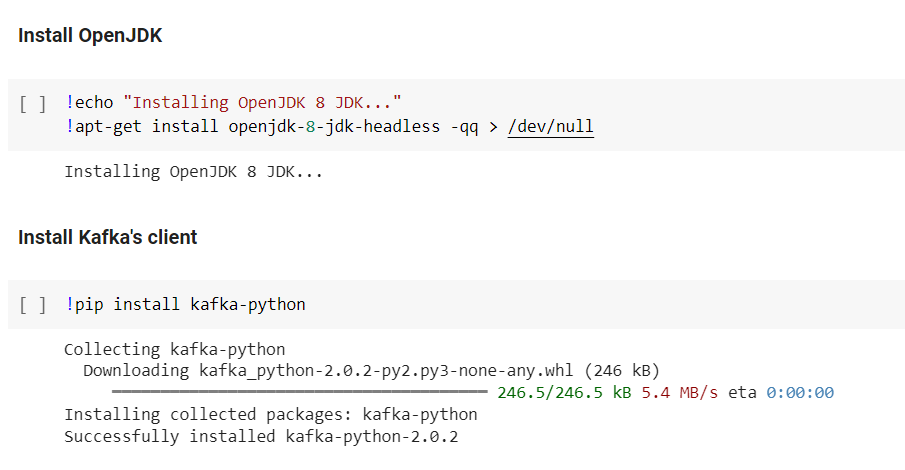 Install OpenJDK
[ ] !echo "Installing OpenJDK 8 JDK..."
!apt-get install openjdk-8-jdk-headless -qq > /dev/null
Installing OpenJDK 8 JDK...
Install Kafka's client
[ ] !pip install kafka-python
Collecting kafka-python
Downloading kafka_python-2.0.2-py2.py3-none-any.whl (246 kB)
246.5/246.5 kB 5.4 MB/s eta 0:00:00
Installing collected packages: kafka-python
Successfully installed kafka-python-2.0.2